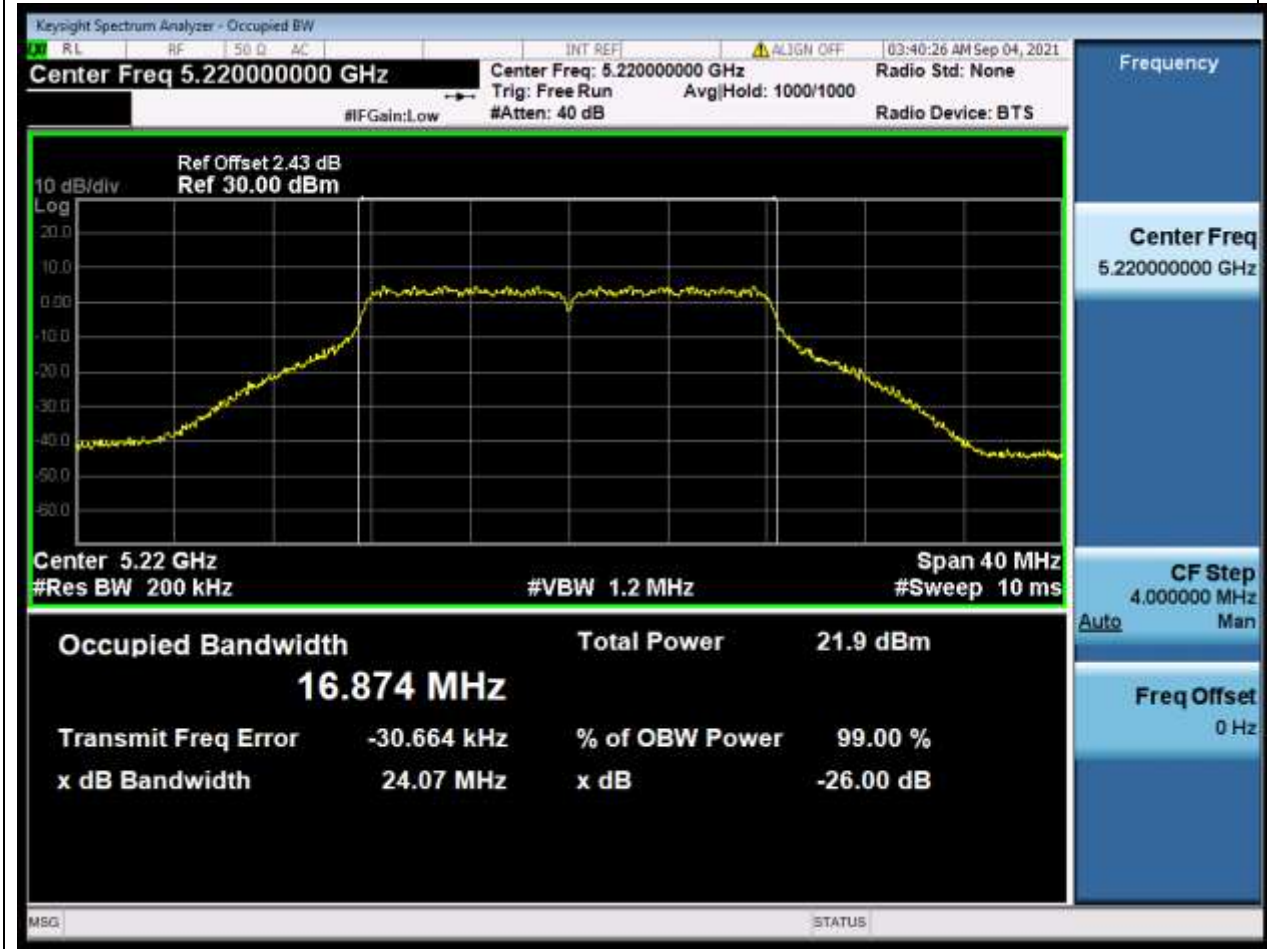 Keysight Spectrum Analyzer - Occupied BW
LXI RL RF 50 Ω AC INT REF ALIGN OFF 03:40:26 AM Sep 04, 2021
Center Freq 5.220000000 GHz
Center Freq: 5.220000000 GHz
Radio Std: None
Trig: Free Run Avg|Hold: 1000/1000
#IFGain:Low
#Atten: 40 dB
Radio Device: BTS
Ref Offset 2.43 dB
10 dB/div Ref 30.00 dBm
Log
20.0
10.0
0.00
-10.0
-20.0
-30.0
-40.0
-50.0
-60.0
Center 5.22 GHz Span 40 MHz
#Res BW 200 kHz #VBW 1.2 MHz #Sweep 10 ms
Occupied Bandwidth Total Power 21.9 dBm
16.874 MHz
Transmit Freq Error -30.664 kHz % of OBW Power 99.00 %
x dB Bandwidth 24.07 MHz x dB -26.00 dB
MSG STATUS
Frequency
Center Freq
5.220000000 GHz
CF Step
4.000000 MHz
Auto Man
Freq Offset
0 Hz